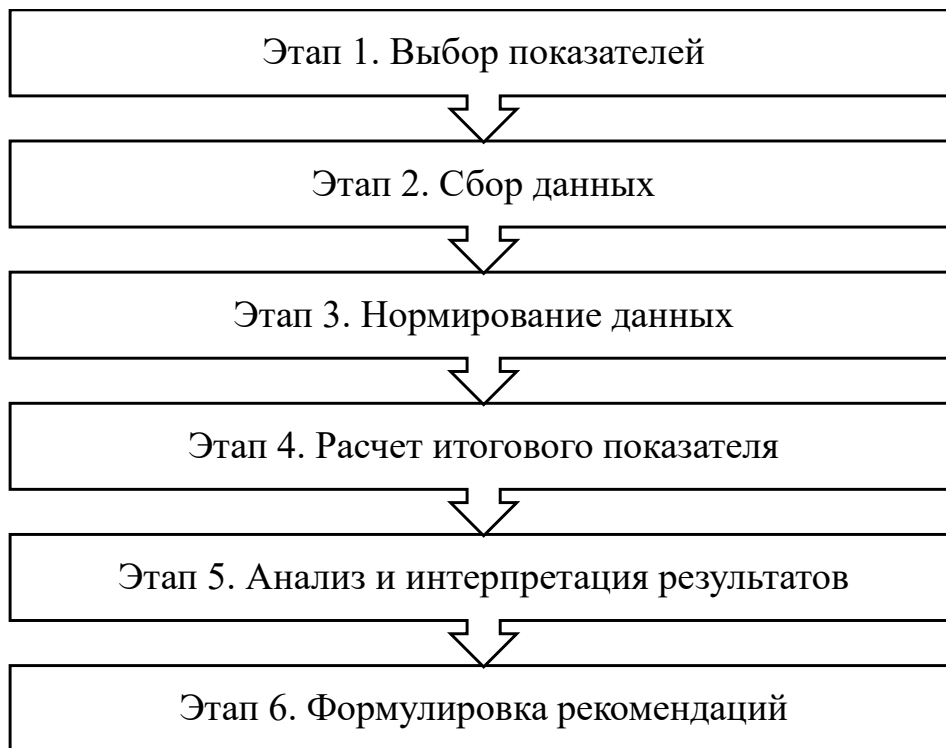 Этап 1. Выбор показателей
Этап 2. Сбор данных
Этап 3. Нормирование данных
Этап 4. Расчет итогового показателя
Этап 5. Анализ и интерпретация результатов
Этап 6. Формулировка рекомендаций